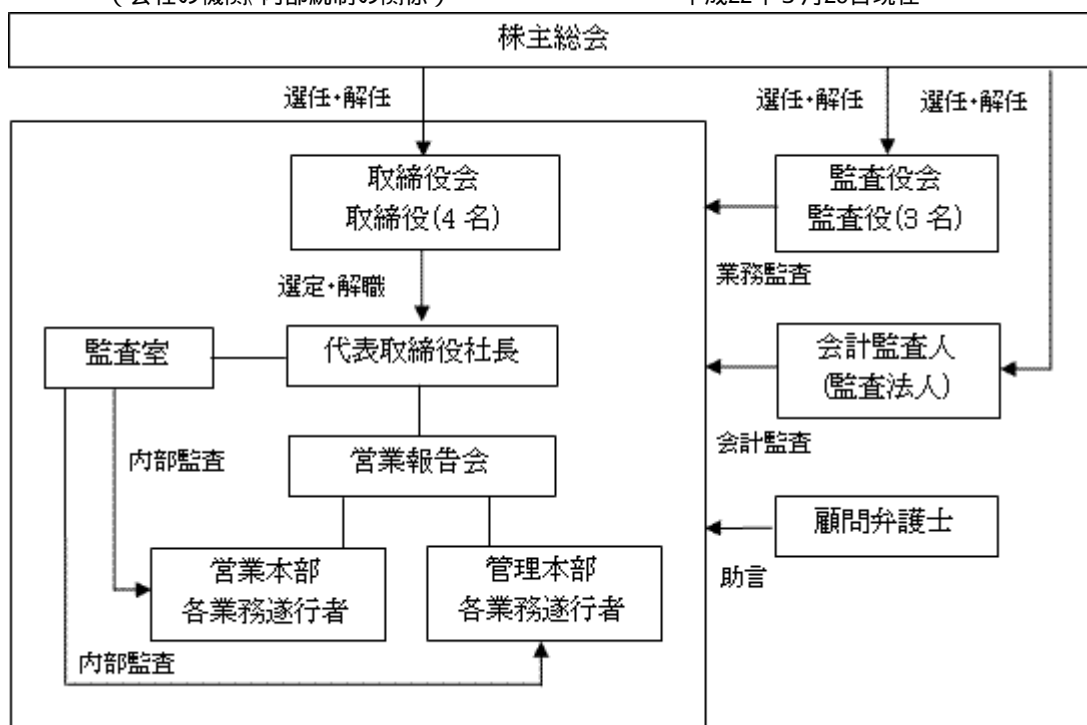 株主総会
選任・解任
選任・解任
選任・解任
取締役会
取締役(4 名)
監査役会
監査役(3 名)
業務監査
選定・解職
監査室
代表取締役社長
会計監査人
(監査法人)
会計監査
内部監査
営業報告会
顧問弁護士
助言
営業本部
各業務遂行者
管理本部
各業務遂行者
内部監査